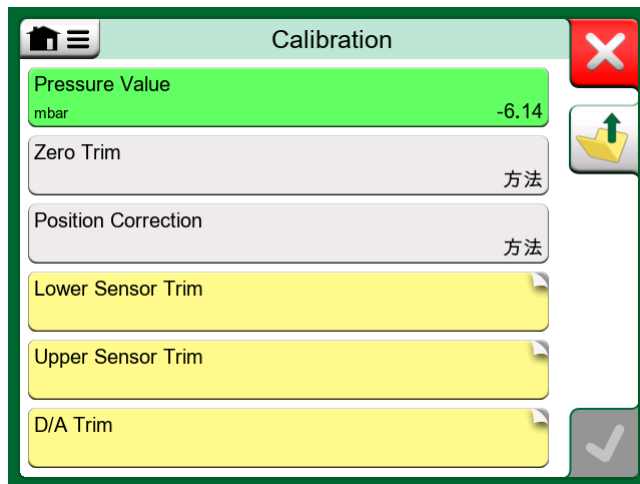 Calibration
Pressure Value
mbar -6.14
Zero Trim
方法
Position Correction
方法
Lower Sensor Trim
Upper Sensor Trim
D/A Trim